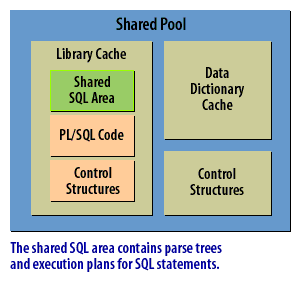 Shared Pool
Library Cache
Shared
SQL Area
PL/SQL Code
Control
Structures
Data
Dictionary
Cache
Control
Structures
The shared SQL area contains parse trees
and execution plans for SQL statements.